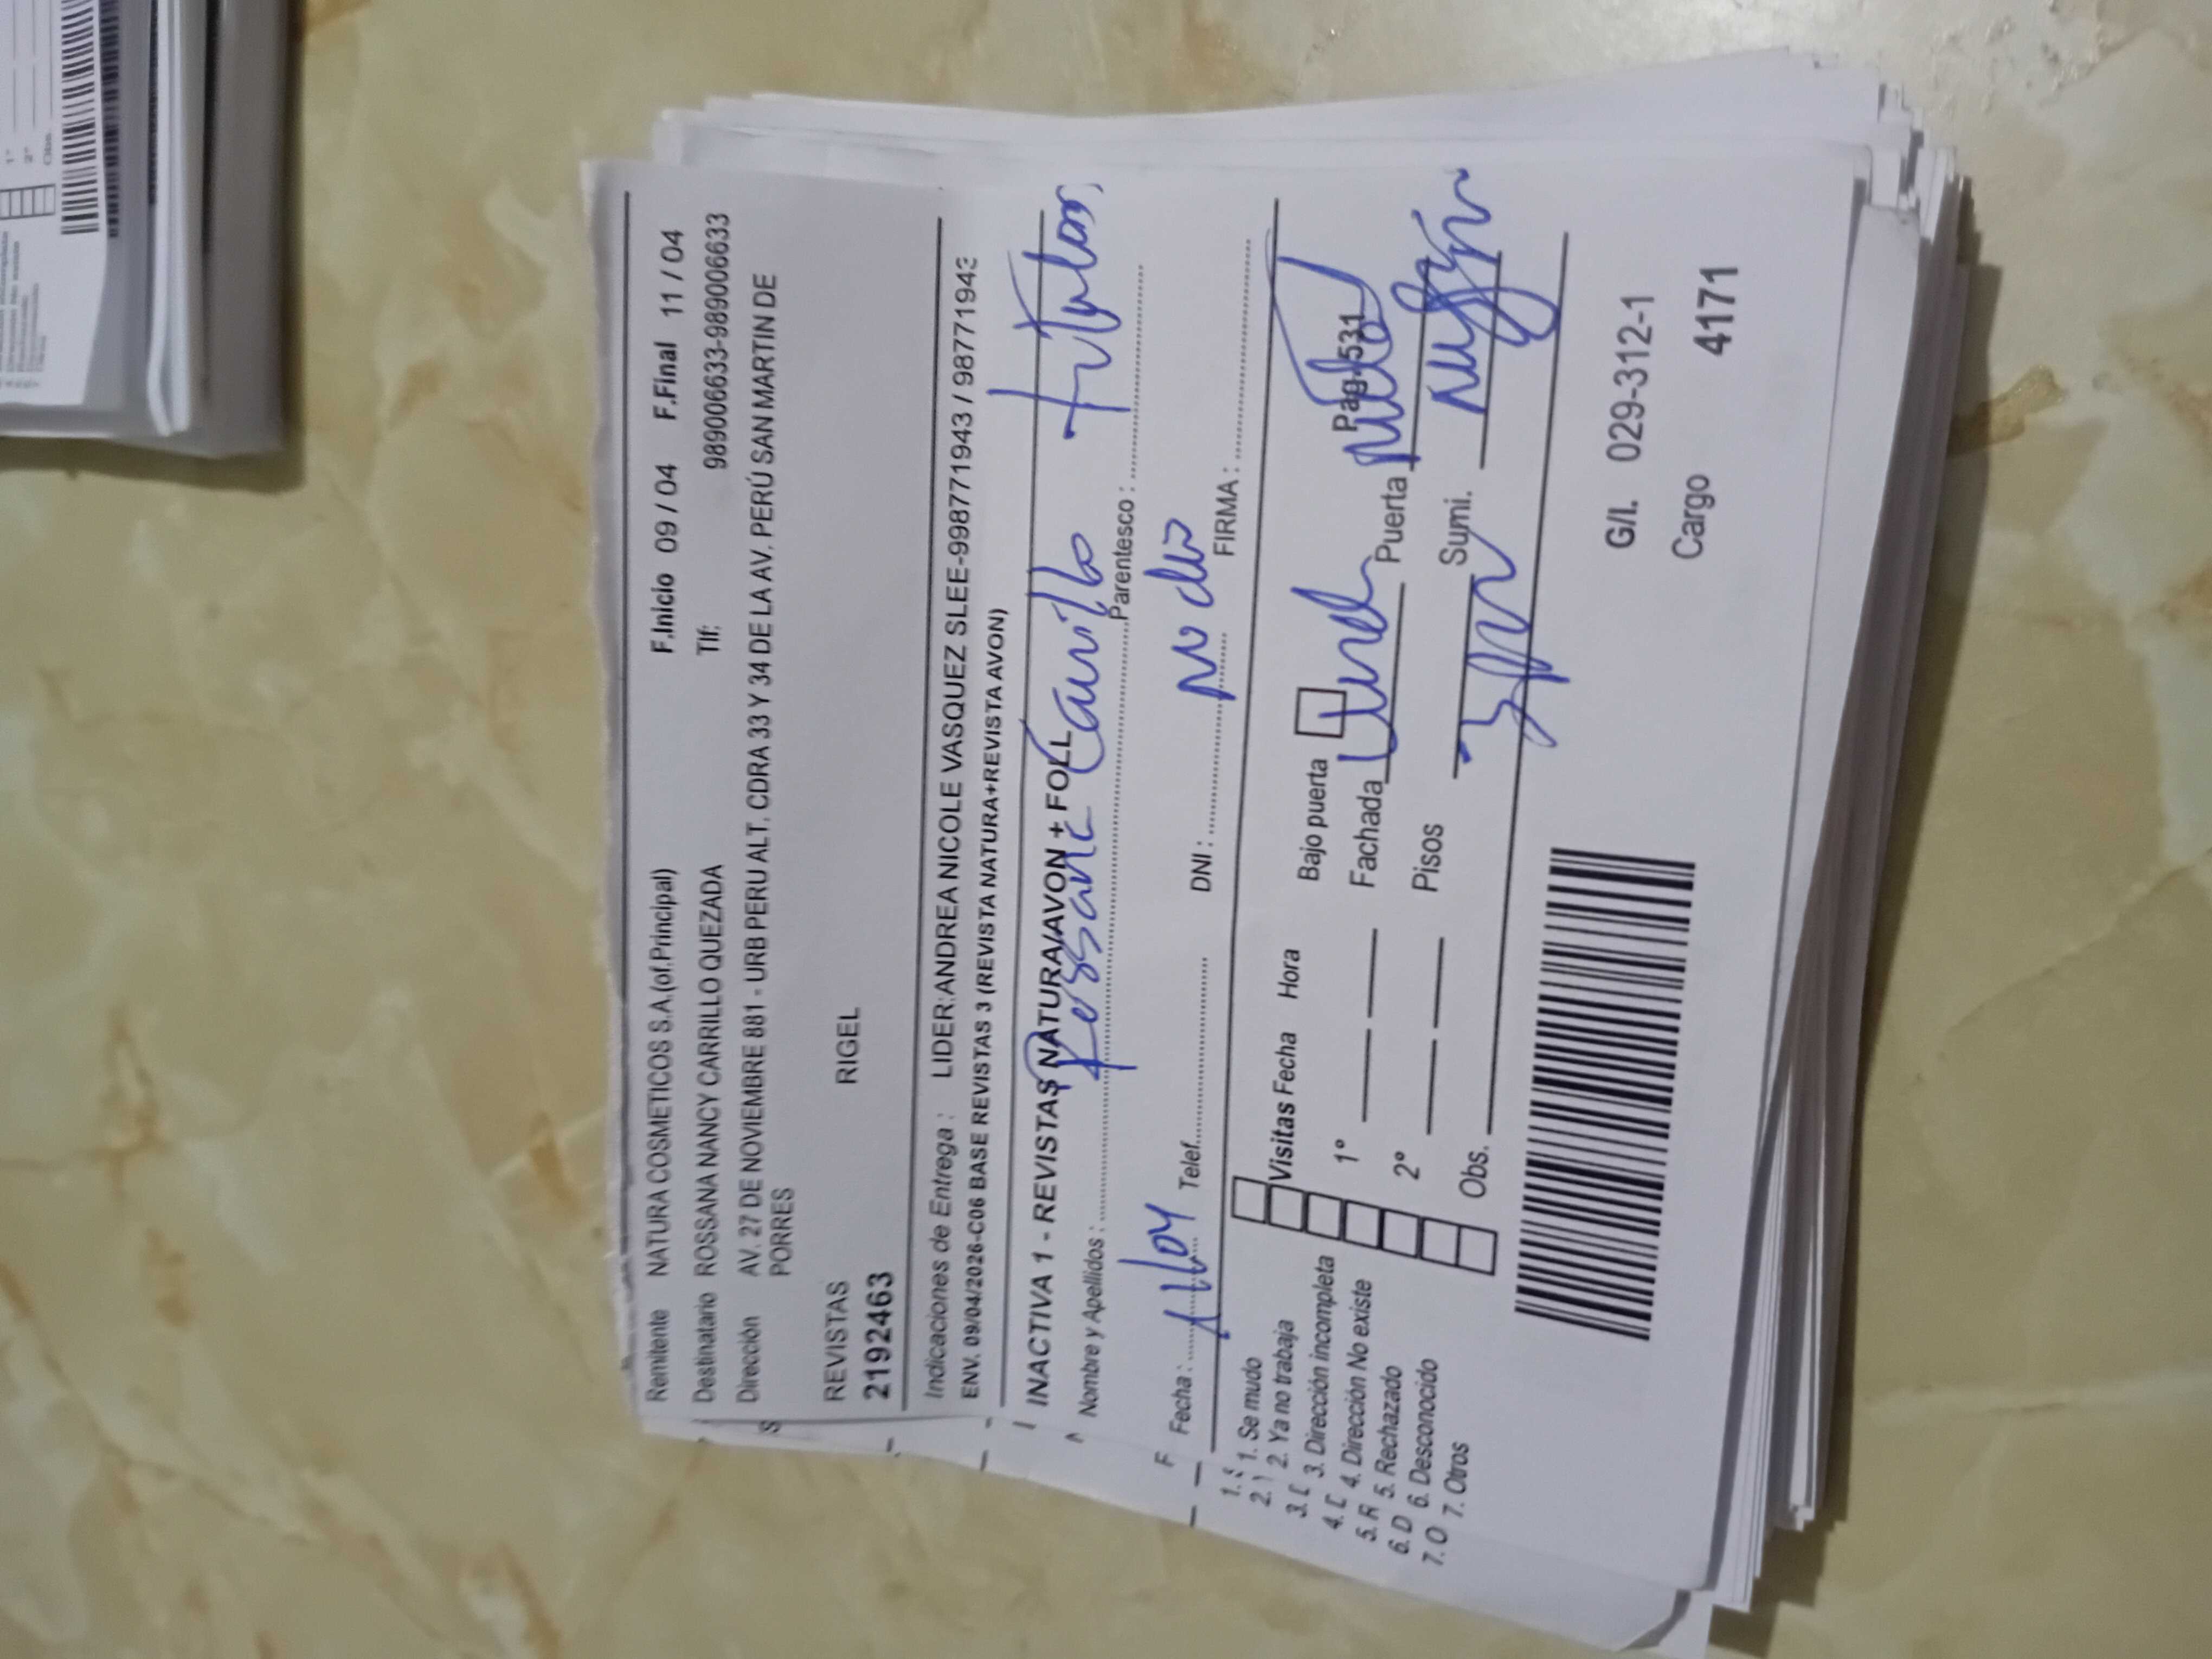 Remitente NATURA COSMETICOS S.A.(of.Principal) F.Inicio 09 / 04 F.Final 11 / 04
Destinatario ROSSANA NANCY CARRILLO QUEZADA Tlf: 989006633-989006633
Dirección AV. 27 DE NOVIEMBRE 881 - URB PERU ALT. CDRA 33 Y 34 DE LA AV. PERÚ SAN MARTIN DE
PORRES
REVISTAS RIGEL
2192463
Indicaciones de Entrega : LIDER:ANDREA NICOLE VASQUEZ SLEE-998771943 / 98771943
ENV. 09/04/2026-C06 BASE REVISTAS 3 (REVISTA NATURA+REVISTA AVON)
INACTIVA 1 - REVISTAS NATURA/AVON + FOLL
Nombre y Apellidos : Parentesco :
Fecha : Telef. DNI : FIRMA :
1. Se mudo
2. Ya no trabaja
3. Dirección incompleta
4. Dirección No existe
5. Rechazado
6. Desconocido
7. Otros
Visitas Fecha Hora Bajo puerta Pag-531
1° Fachada Puerta
2° Pisos Sumi.
Obs.
G/I. 029-312-1
Cargo 4171